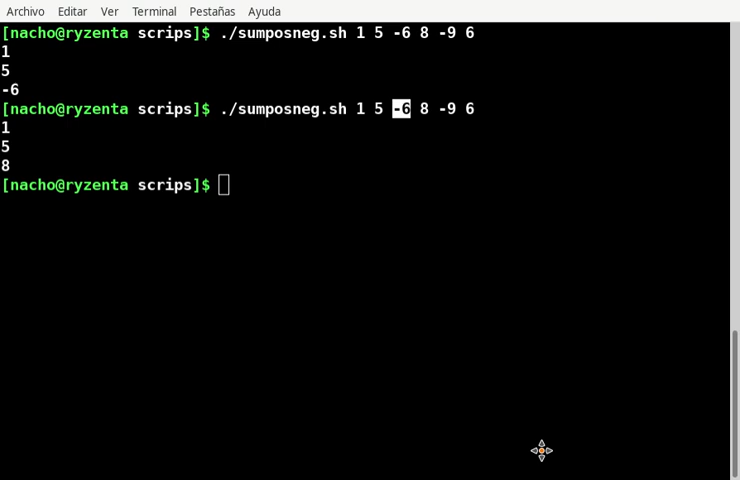 Archivo Editar Ver Terminal Pestañas Ayuda
[nacho@ryzenta scrips]$ ./sumposneg.sh 1 5 -6 8 -9 6
1
5
-6
[nacho@ryzenta scrips]$ ./sumposneg.sh 1 5 -6 8 -9 6
1
5
8
[nacho@ryzenta scrips]$